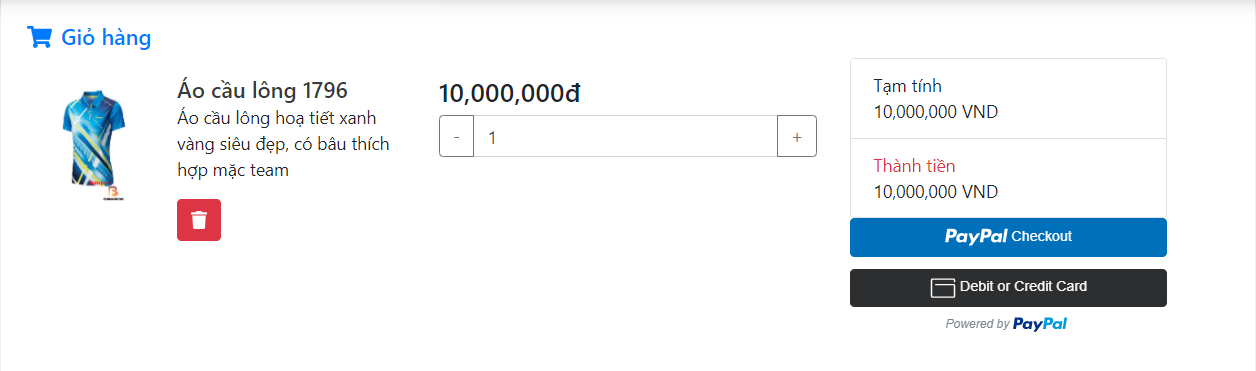 Giỏ hàng
Áo cầu lông 1796
Áo cầu lông hoạ tiết xanh
vàng siêu đẹp, có bâu thích
hợp mặc team
10,000,000đ
- 1 +
Tạm tính
10,000,000 VND
Thành tiền
10,000,000 VND
PayPal Checkout
Debit or Credit Card
Powered by PayPal